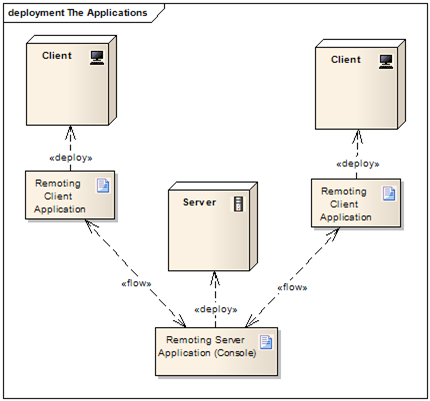 deployment The Applications
Client
Client
«deploy»
«deploy»
Remoting
Client
Application
Remoting
Client
Application
Server
«flow»
«flow»
«deploy»
Remoting Server
Application (Console)